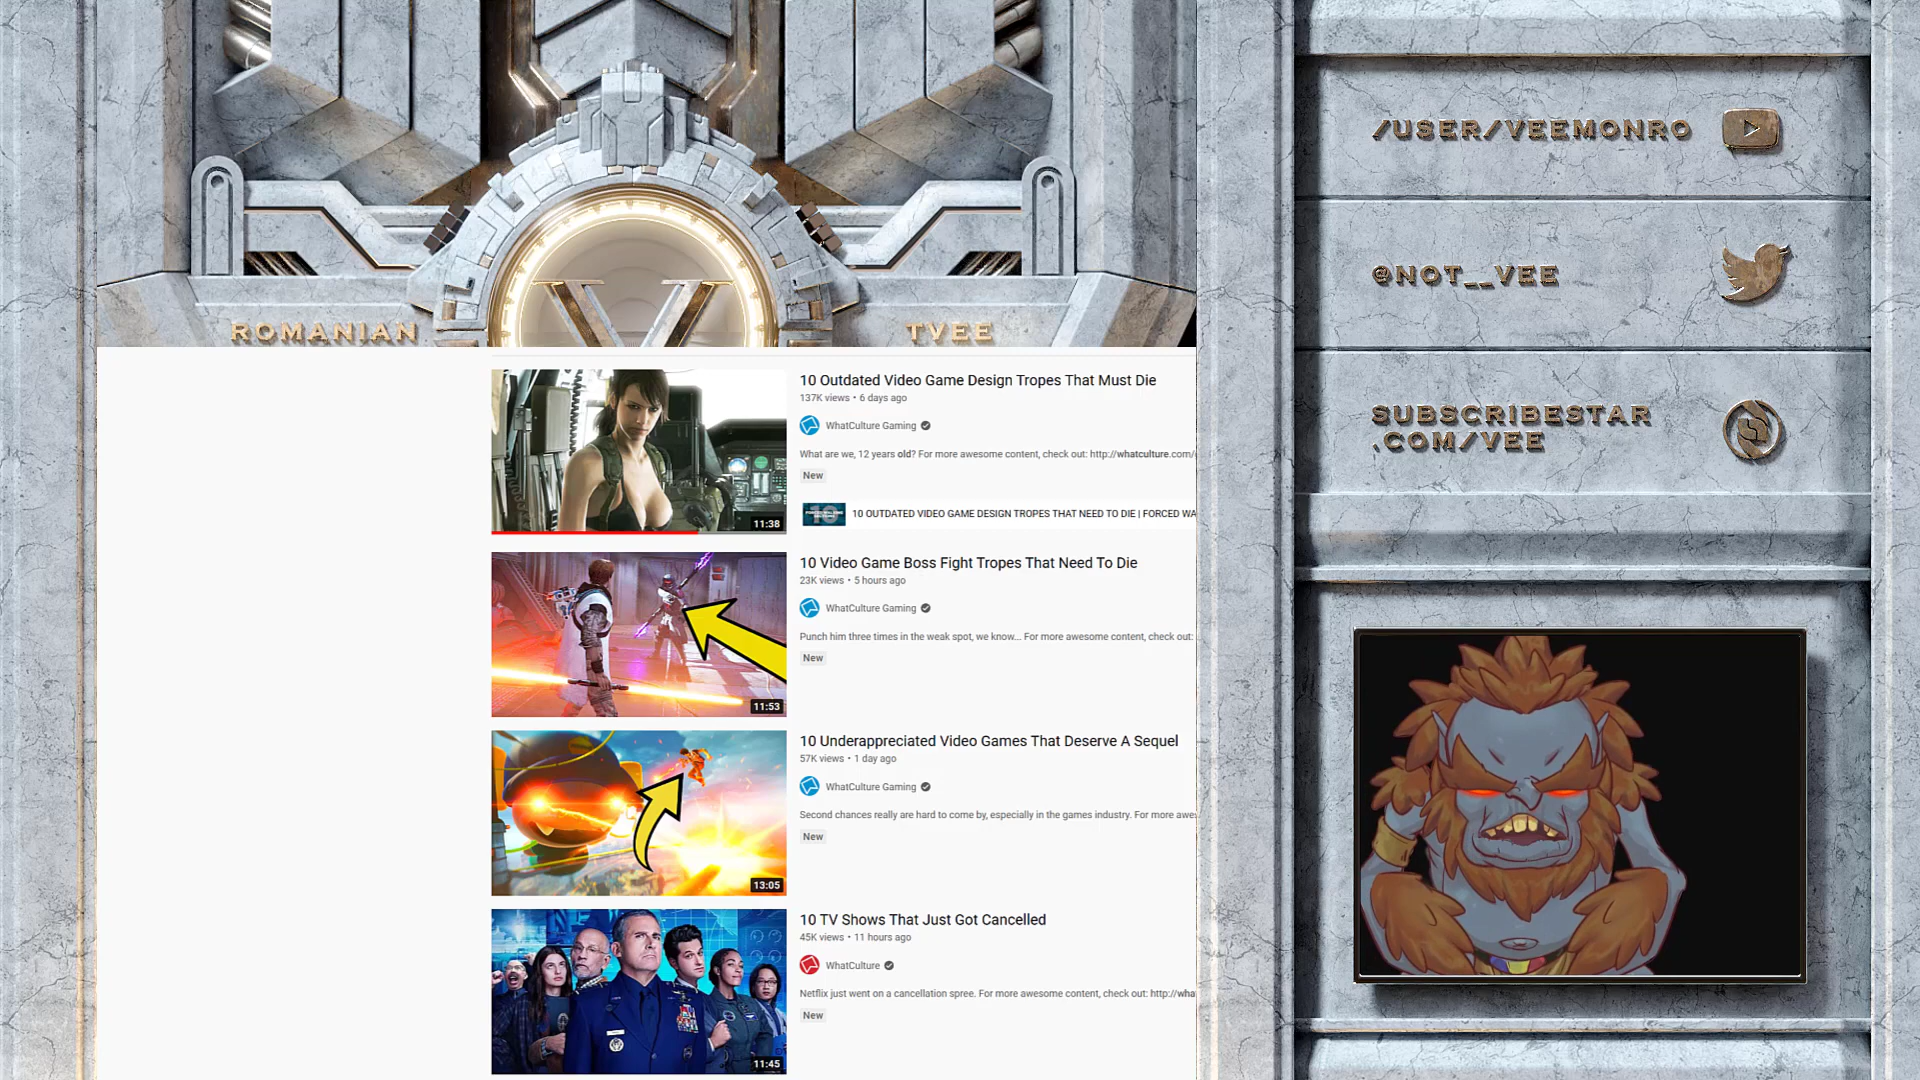 ROMANIAN
V
TVEE
10 Outdated Video Game Design Tropes That Must Die
137K views • 6 days ago
WhatCulture Gaming
What are we, 12 years old? For more awesome content, check out: http://whatculture.com/
New
10 OUTDATED VIDEO GAME DESIGN TROPES THAT NEED TO DIE | FORCED WA
11:38
10 Video Game Boss Fight Tropes That Need To Die
23K views • 5 hours ago
WhatCulture Gaming
Punch him three times in the weak spot, we know... For more awesome content, check out:
New
11:53
10 Underappreciated Video Games That Deserve A Sequel
57K views • 1 day ago
WhatCulture Gaming
Second chances really are hard to come by, especially in the games industry. For more awe
New
13:05
10 TV Shows That Just Got Cancelled
45K views • 11 hours ago
WhatCulture
Netflix just went on a cancellation spree. For more awesome content, check out: http://wha
New
11:45
/USER/VEEMONRO
@NOT__VEE
SUBSCRIBESTAR
.COM/VEE